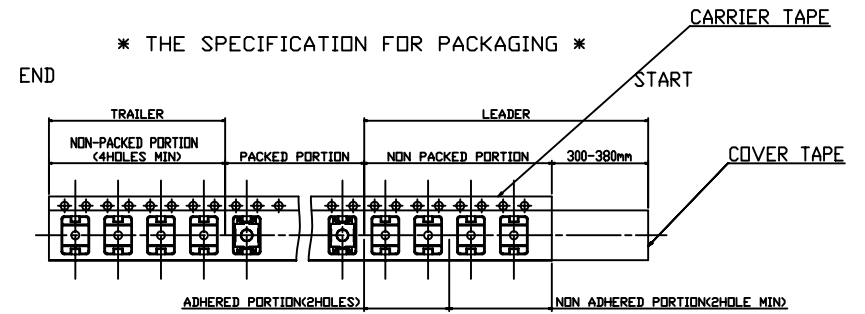 CARRIER TAPE
* THE SPECIFICATION FOR PACKAGING *
END
START
TRAILER
LEADER
NON-PACKED PORTION
(4HOLES MIN)
PACKED PORTION
NON PACKED PORTION
300-380mm
COVER TAPE
ADHERED PORTION(2HOLES)
NON ADHERED PORTION(2HOLE MIN)